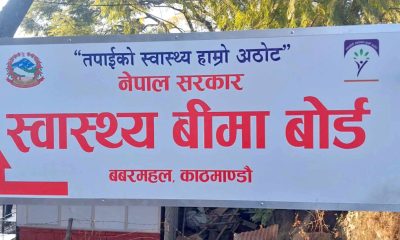 “तपाईको स्वास्थ्य हाम्रो अठोट”
नेपाल सरकार
स्वास्थ्य बीमा बोर्ड
बबरमहल, काठमाण्डौ